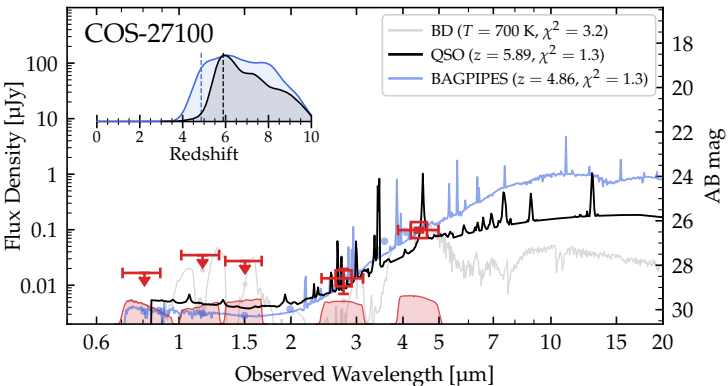 COS-27100
BD (T = 700 K, χ² = 3.2)
QSO (z = 5.89, χ² = 1.3)
BAGPIPES (z = 4.86, χ² = 1.3)
0 2 4 6 8 10
Redshift
Flux Density [μJy]
100
10
1
0.1
0.01
AB mag
18
20
22
24
26
28
30
0.6 1 1.5 2 3 4 5 10 15 20
Observed Wavelength [μm]